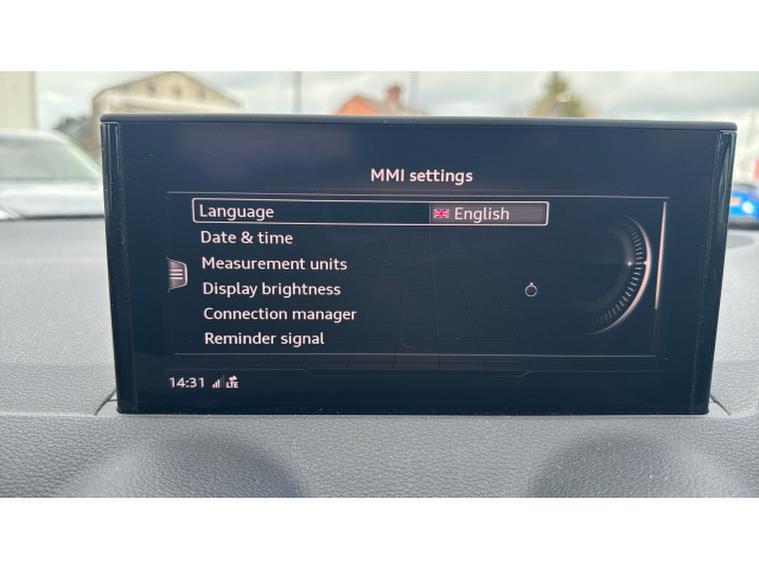 MMI settings
Language English
Date & time
Measurement units
Display brightness
Connection manager
Reminder signal
14:31 LTE